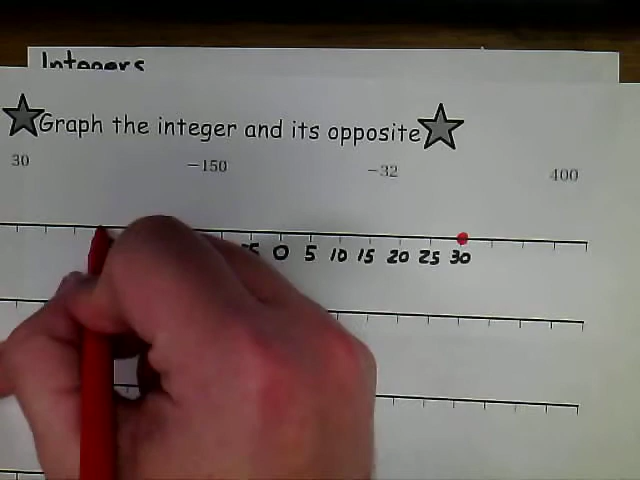 Integers
Graph the integer and its opposite
30 -150 -32 400
0 5 10 15 20 25 30